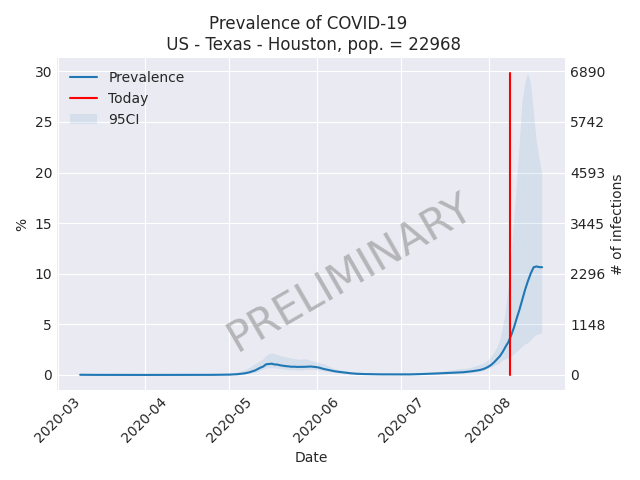 Prevalence of COVID-19
US - Texas - Houston, pop. = 22968
Prevalence
Today
95CI
30
25
20
15
10
5
0
%
6890
5742
4593
3445
2296
1148
0
# of infections
PRELIMINARY
2020-03
2020-04
2020-05
2020-06
2020-07
2020-08
Date